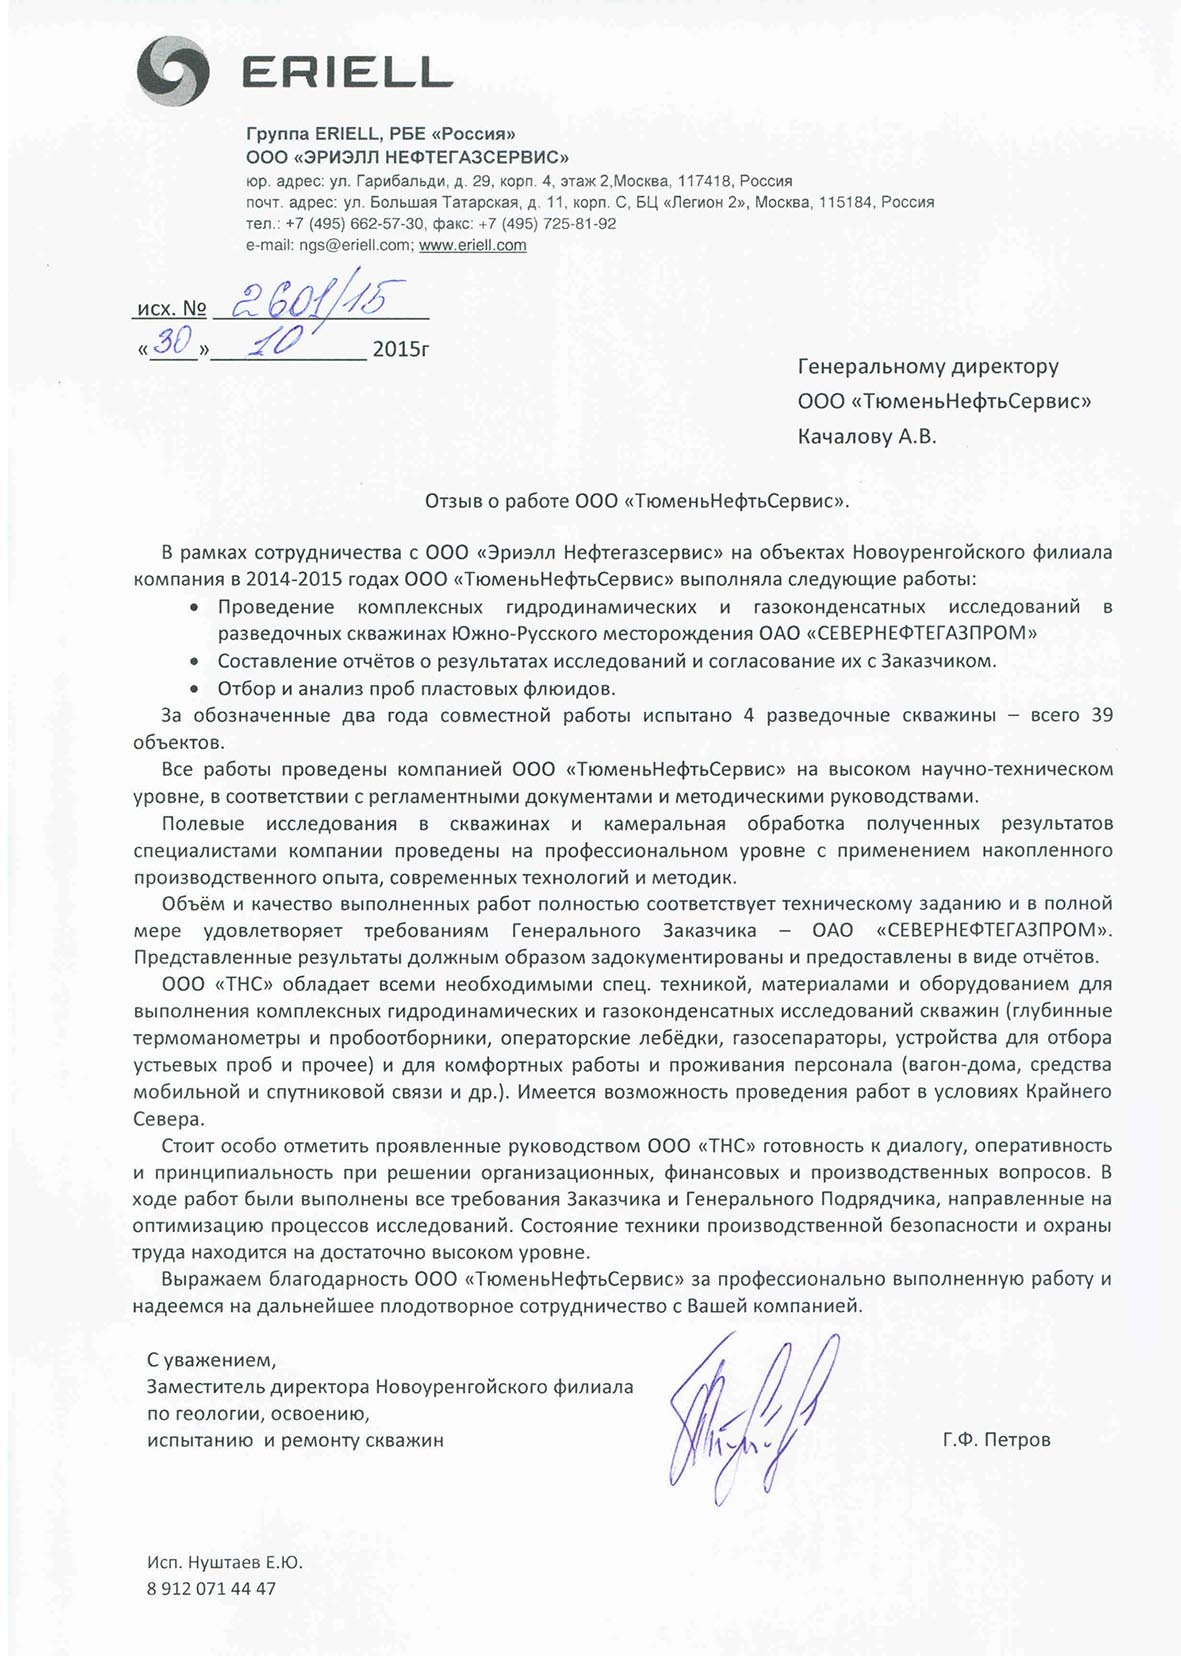 ERIELL
Группа ERIELL, РБЕ «Россия»
ООО «ЭРИЭЛЛ НЕФТЕГАЗСЕРВИС»
юр. адрес: ул. Гарибальди, д. 29, корп. 4, этаж 2,Москва, 117418, Россия
почт. адрес: ул. Большая Татарская, д. 11, корп. С, БЦ «Легион 2», Москва, 115184, Россия
тел.: +7 (495) 662-57-30, факс: +7 (495) 725-81-92
e-mail: ngs@eriell.com; www.eriell.com
исх. № 2601/15
«30» 10 2015г
Генеральному директору
ООО «ТюменьНефтьСервис»
Качалову А.В.
Отзыв о работе ООО «ТюменьНефтьСервис».
В рамках сотрудничества с ООО «Эриэлл Нефтегазсервис» на объектах Новоуренгойского филиала
компания в 2014-2015 годах ООО «ТюменьНефтьСервис» выполняла следующие работы:
• Проведение комплексных гидродинамических и газоконденсатных исследований в
разведочных скважинах Южно-Русского месторождения ОАО «СЕВЕРНЕФТЕГАЗПРОМ»
• Составление отчётов о результатах исследований и согласование их с Заказчиком.
• Отбор и анализ проб пластовых флюидов.
За обозначенные два года совместной работы испытано 4 разведочные скважины – всего 39
объектов.
Все работы проведены компанией ООО «ТюменьНефтьСервис» на высоком научно-техническом
уровне, в соответствии с регламентными документами и методическими руководствами.
Полевые исследования в скважинах и камеральная обработка полученных результатов
специалистами компании проведены на профессиональном уровне с применением накопленного
производственного опыта, современных технологий и методик.
Объём и качество выполненных работ полностью соответствует техническому заданию и в полной
мере удовлетворяет требованиям Генерального Заказчика – ОАО «СЕВЕРНЕФТЕГАЗПРОМ».
Представленные результаты должным образом задокументированы и предоставлены в виде отчётов.
ООО «ТНС» обладает всеми необходимыми спец. техникой, материалами и оборудованием для
выполнения комплексных гидродинамических и газоконденсатных исследований скважин (глубинные
термоманометры и пробоотборники, операторские лебёдки, газосепараторы, устройства для отбора
устьевых проб и прочее) и для комфортных работы и проживания персонала (вагон-дома, средства
мобильной и спутниковой связи и др.). Имеется возможность проведения работ в условиях Крайнего
Севера.
Стоит особо отметить проявленные руководством ООО «ТНС» готовность к диалогу, оперативность
и принципиальность при решении организационных, финансовых и производственных вопросов. В
ходе работ были выполнены все требования Заказчика и Генерального Подрядчика, направленные на
оптимизацию процессов исследований. Состояние техники производственной безопасности и охраны
труда находится на достаточно высоком уровне.
Выражаем благодарность ООО «ТюменьНефтьСервис» за профессионально выполненную работу и
надеемся на дальнейшее плодотворное сотрудничество с Вашей компанией.
С уважением,
Заместитель директора Новоуренгойского филиала
по геологии, освоению,
испытанию и ремонту скважин Г.Ф. Петров
Исп. Нуштаев Е.Ю.
8 912 071 44 47